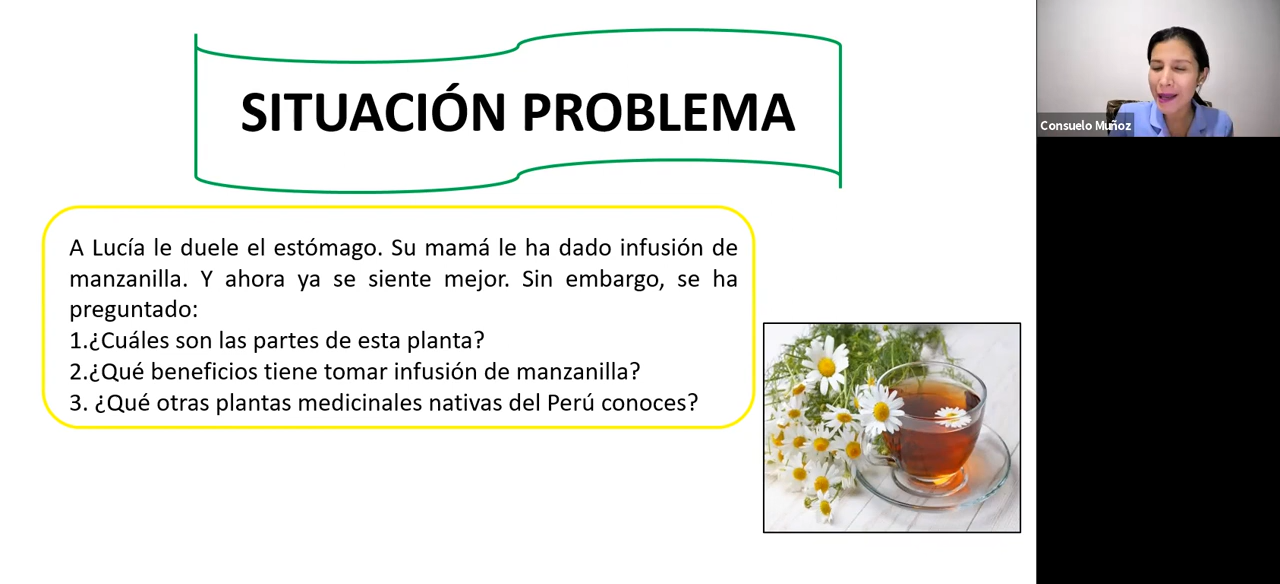 SITUACIÓN PROBLEMA
A Lucía le duele el estómago. Su mamá le ha dado infusión de
manzanilla. Y ahora ya se siente mejor. Sin embargo, se ha
preguntado:
1.¿Cuáles son las partes de esta planta?
2.¿Qué beneficios tiene tomar infusión de manzanilla?
3. ¿Qué otras plantas medicinales nativas del Perú conoces?
Consuelo Muñoz